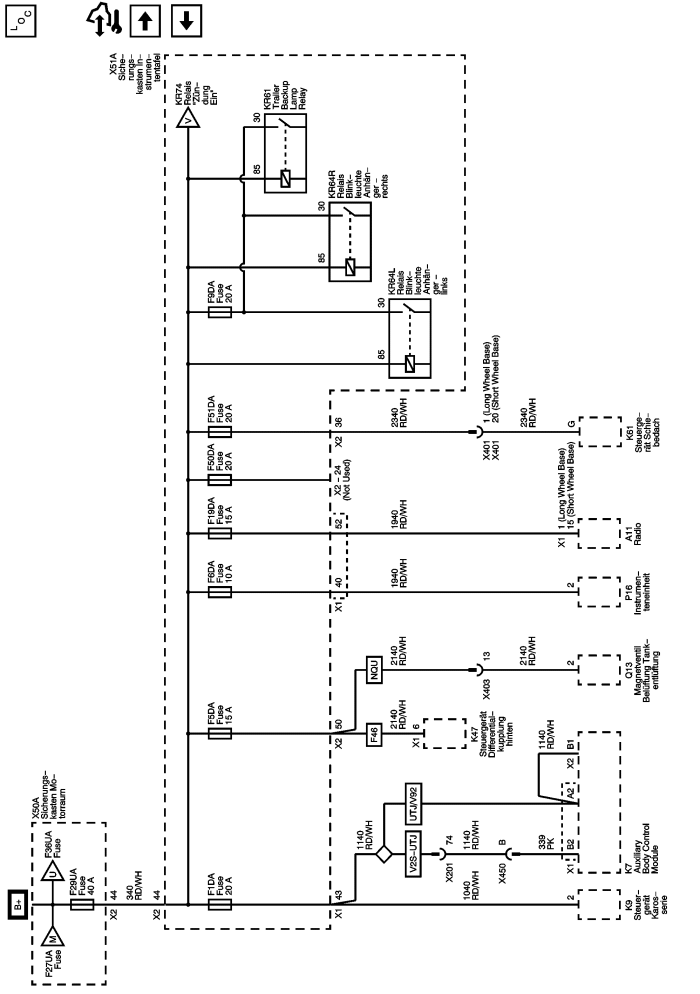 LOC
B+
X50A
Sicherungs-
kasten Mo-
torraum
F27UA
Fuse
M
F36UA
Fuse
U
F29UA
Fuse
40 A
X2
44
340
RD/WH
X2
44
X51A
Siche-
rungs-
kasten In-
strumen-
tentafel
KR74
Relais
"Zün-
dung
Ein"
V
F1DA
Fuse
20 A
F5DA
Fuse
15 A
F6DA
Fuse
10 A
F19DA
Fuse
15 A
F50DA
Fuse
20 A
F51DA
Fuse
20 A
F9DA
Fuse
20 A
KR61
Trailer
Backup
Lamp
Relay
30
85
KR64R
Relais
Blink-
leuchte
Anhän-
ger -
rechts
30
85
KR64L
Relais
Blink-
leuchte
Anhän-
ger -
links
30
85
X1
43
X2
50
X1
40
52
X2 - 24
(Not Used)
X2
36
1040
RD/WH
2
K9
Steuer-
gerät
Karos-
serie
1140
RD/WH
V2S-UTJ
UTJ/V92
X201
74
1140
RD/WH
X450
B
339
PK
X1
B2
A2
X2
B1
1140
RD/WH
K7
Auxiliary
Body Control
Module
F46
2140
RD/WH
X1
6
K47
Steuergerät
Differential-
kupplung
hinten
NQU
2140
RD/WH
X403
13
2140
RD/WH
2
Q13
Magnetventil
Belüftung Tank-
entlüftung
1940
RD/WH
2
P16
Instrumen-
teneinheit
1940
RD/WH
X1
1 (Long Wheel Base)
15 (Short Wheel Base)
A11
Radio
2340
RD/WH
X401
X401
1 (Long Wheel Base)
20 (Short Wheel Base)
2340
RD/WH
G
K61
Steuerge-
rät Schie-
bedach